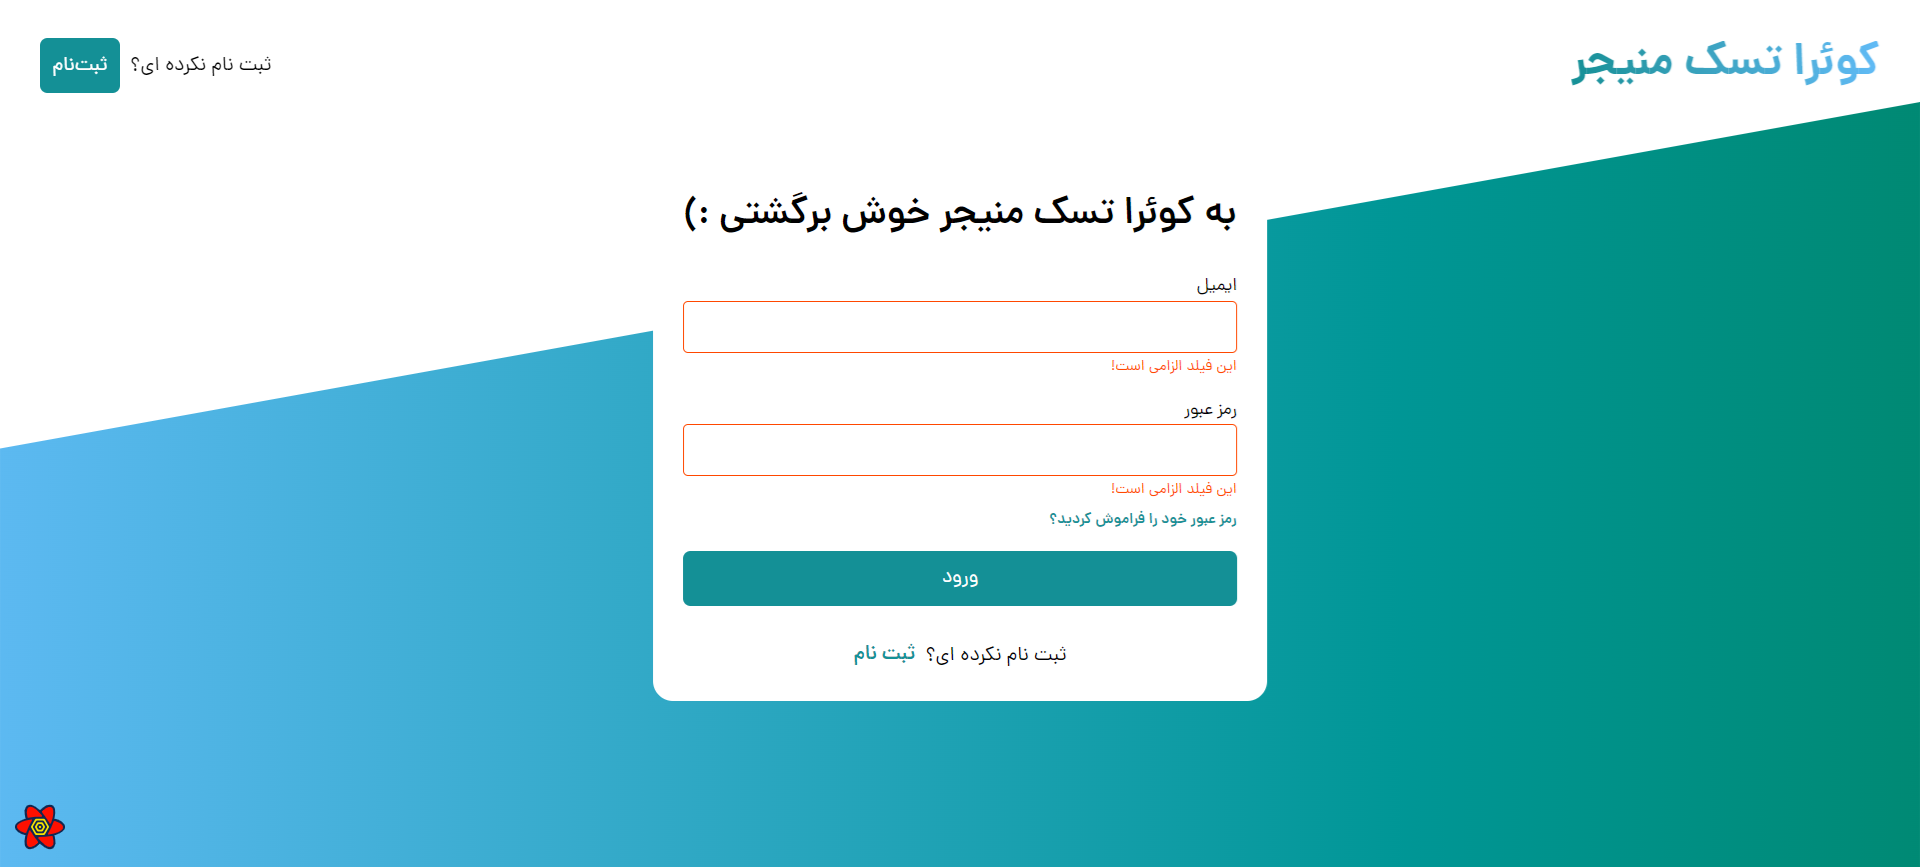 کوئرا تسک منیجر
ثبت نام نکرده ای؟
ثبت‌نام
به کوئرا تسک منیجر خوش برگشتی :)
ایمیل
این فیلد الزامی است!
رمز عبور
این فیلد الزامی است!
رمز عبور خود را فراموش کردید؟
ورود
ثبت نام نکرده ای؟ ثبت نام